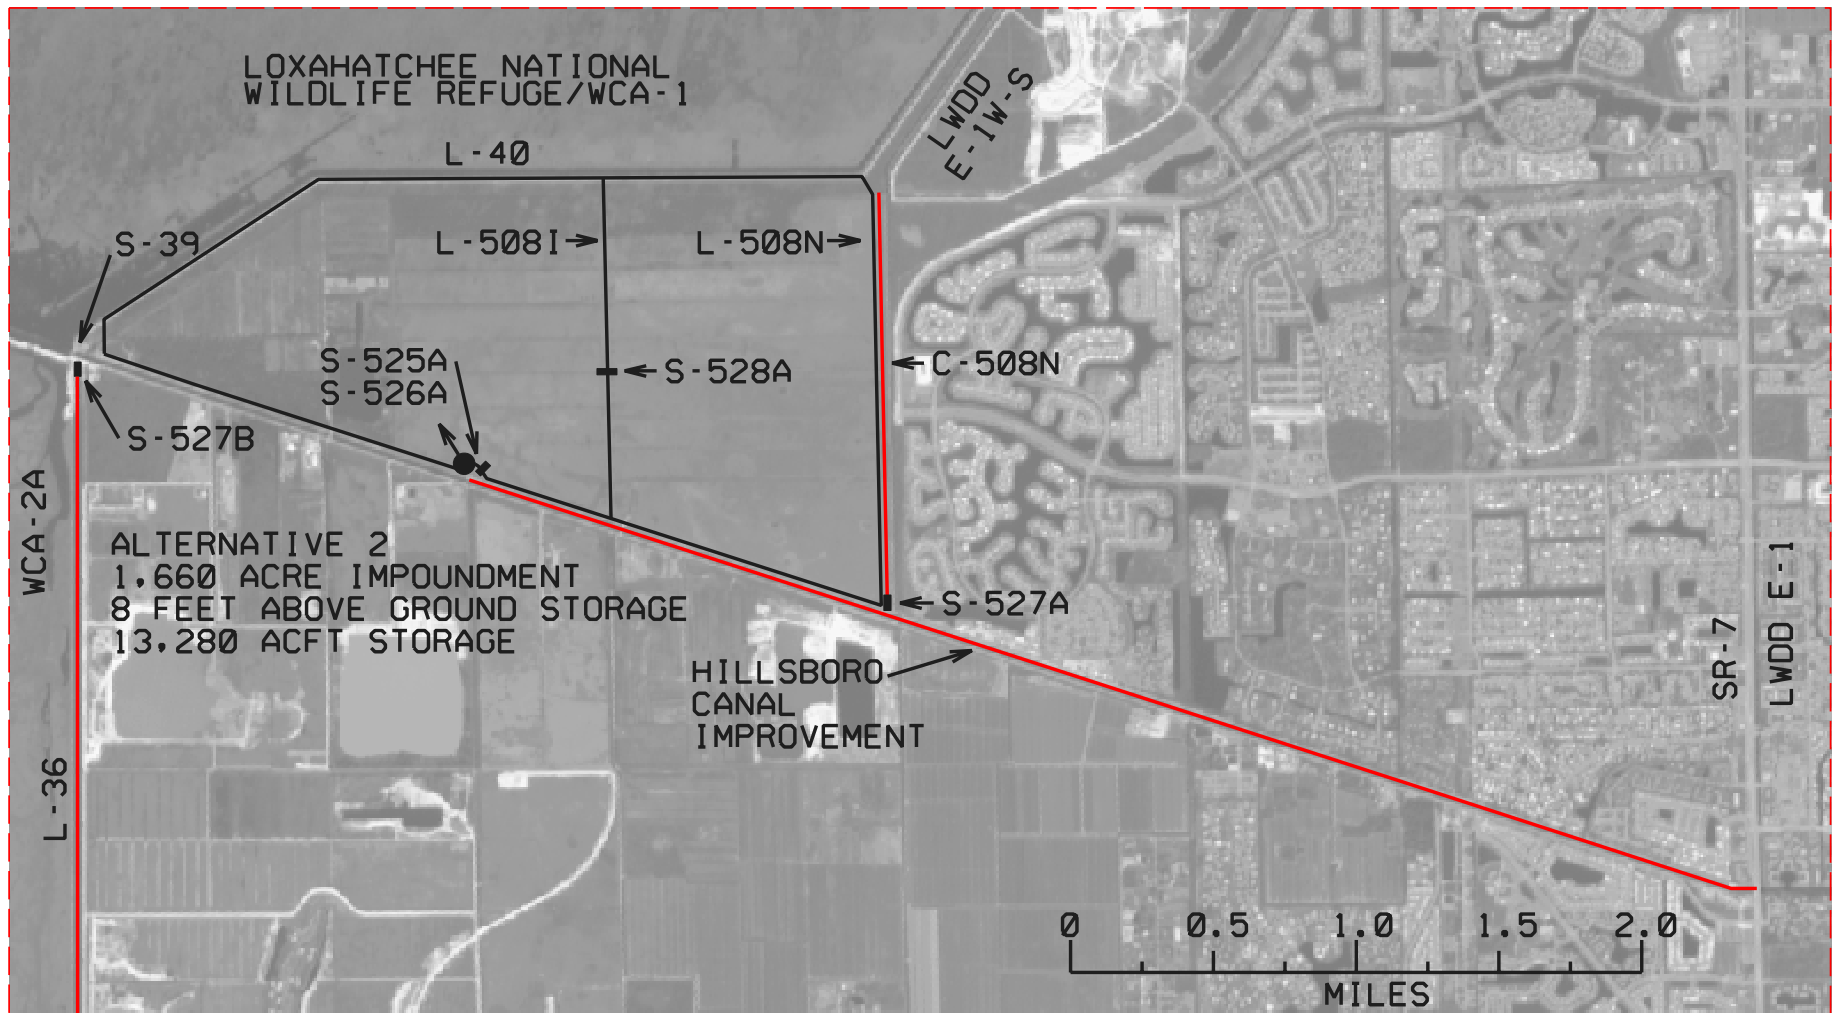 LOXAHATCHEE NATIONAL
WILDLIFE REFUGE/WCA-1
LWDD
E-1W-S
L-40
S-39
L-508I
L-508N
S-525A
S-526A
S-528A
C-508N
S-527B
WCA-2A
ALTERNATIVE 2
1,660 ACRE IMPOUNDMENT
8 FEET ABOVE GROUND STORAGE
13,280 ACFT STORAGE
S-527A
HILLSBORO
CANAL
IMPROVEMENT
SR-7
LWDD E-1
L-36
0 0.5 1.0 1.5 2.0
MILES